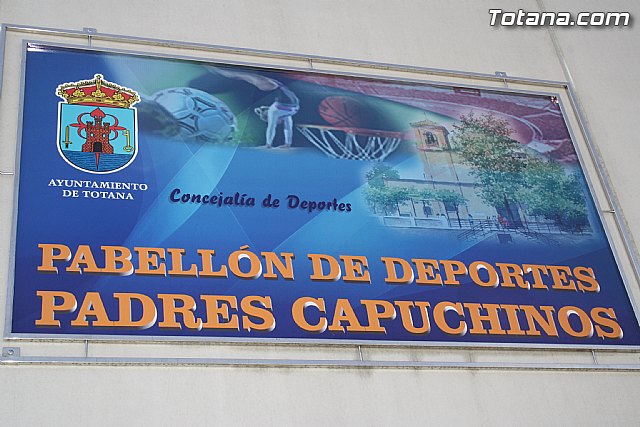 Totana.com
AYUNTAMIENTO
DE TOTANA
Concejalía de Deportes
PABELLÓN DE DEPORTES
PADRES CAPUCHINOS